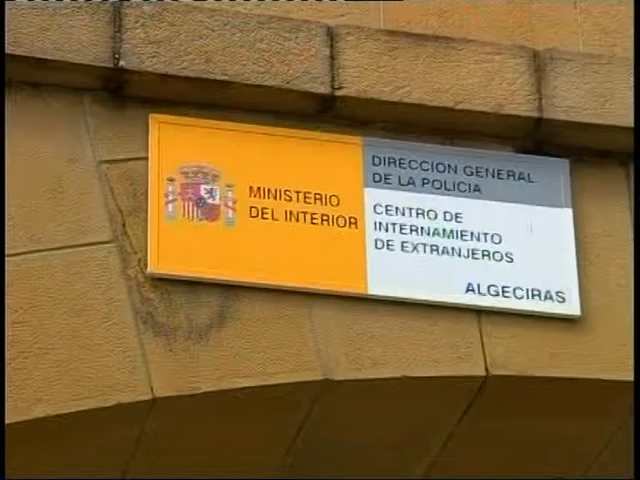 MINISTERIO
DEL INTERIOR
DIRECCION GENERAL
DE LA POLICIA
CENTRO DE
INTERNAMIENTO
DE EXTRANJEROS
ALGECIRAS